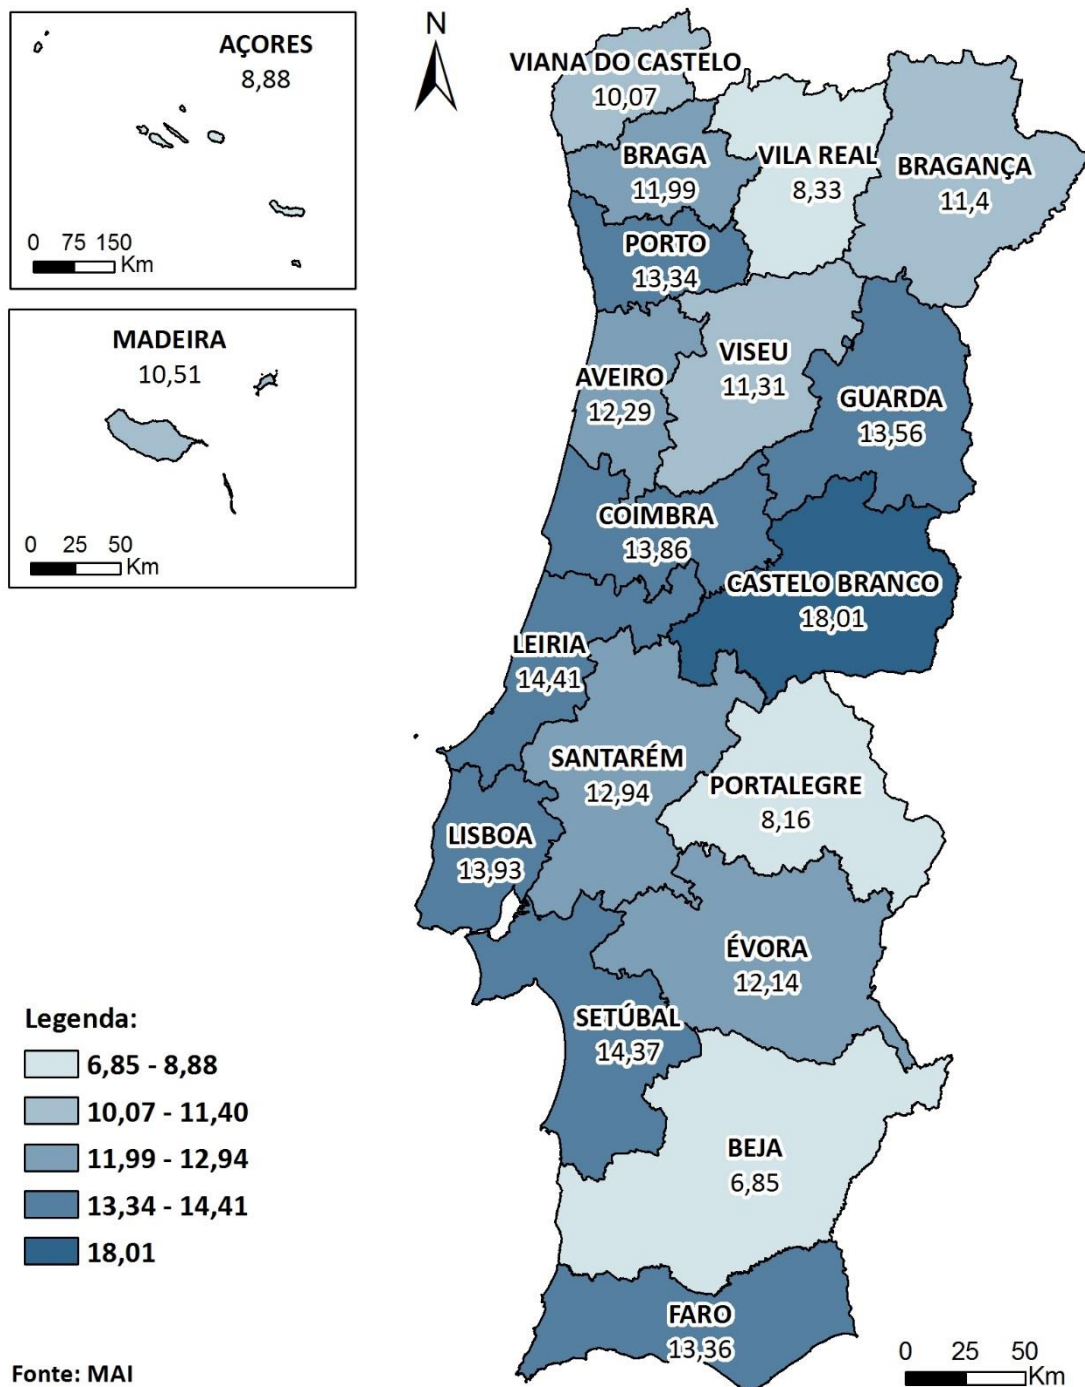 AÇORES
8,88
0 75 150
Km
MADEIRA
10,51
0 25 50
Km
N
VIANA DO CASTELO
10,07
BRAGA
11,99
VILA REAL
8,33
BRAGANÇA
11,4
PORTO
13,34
VISEU
11,31
AVEIRO
12,29
GUARDA
13,56
COIMBRA
13,86
CASTELO BRANCO
18,01
LEIRIA
14,41
SANTARÉM
12,94
PORTALEGRE
8,16
LISBOA
13,93
ÉVORA
12,14
SETÚBAL
14,37
BEJA
6,85
FARO
13,36
Legenda:
6,85 - 8,88
10,07 - 11,40
11,99 - 12,94
13,34 - 14,41
18,01
Fonte: MAI
0 25 50
Km